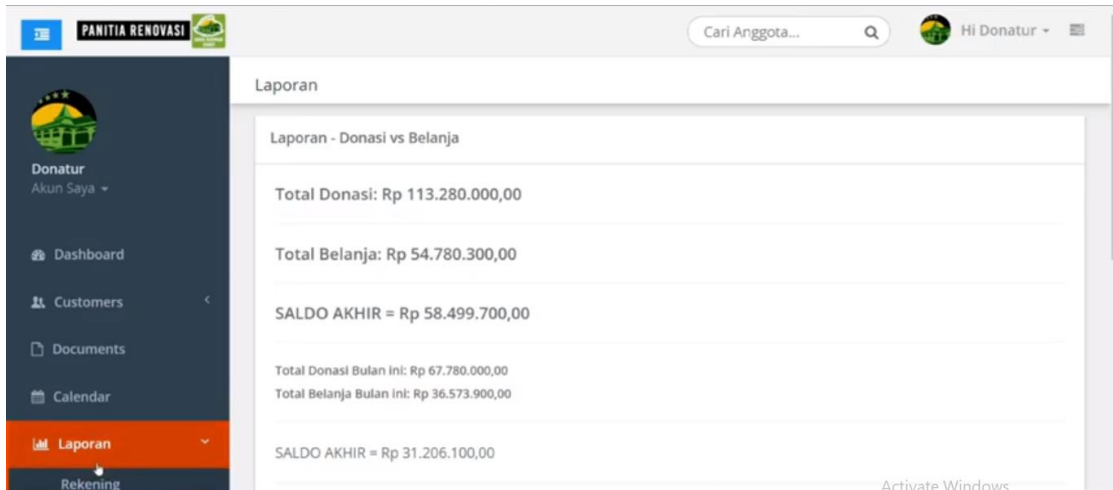 PANITIA RENOVASI
Cari Anggota...
Hi Donatur
Laporan
Donatur
Akun Saya
Dashboard
Customers
Documents
Calendar
Laporan
Rekening
Laporan - Donasi vs Belanja
Total Donasi: Rp 113.280.000,00
Total Belanja: Rp 54.780.300,00
SALDO AKHIR = Rp 58.499.700,00
Total Donasi Bulan ini: Rp 67.780.000,00
Total Belanja Bulan ini: Rp 36.573.900,00
SALDO AKHIR = Rp 31.206.100,00
Activate Windows